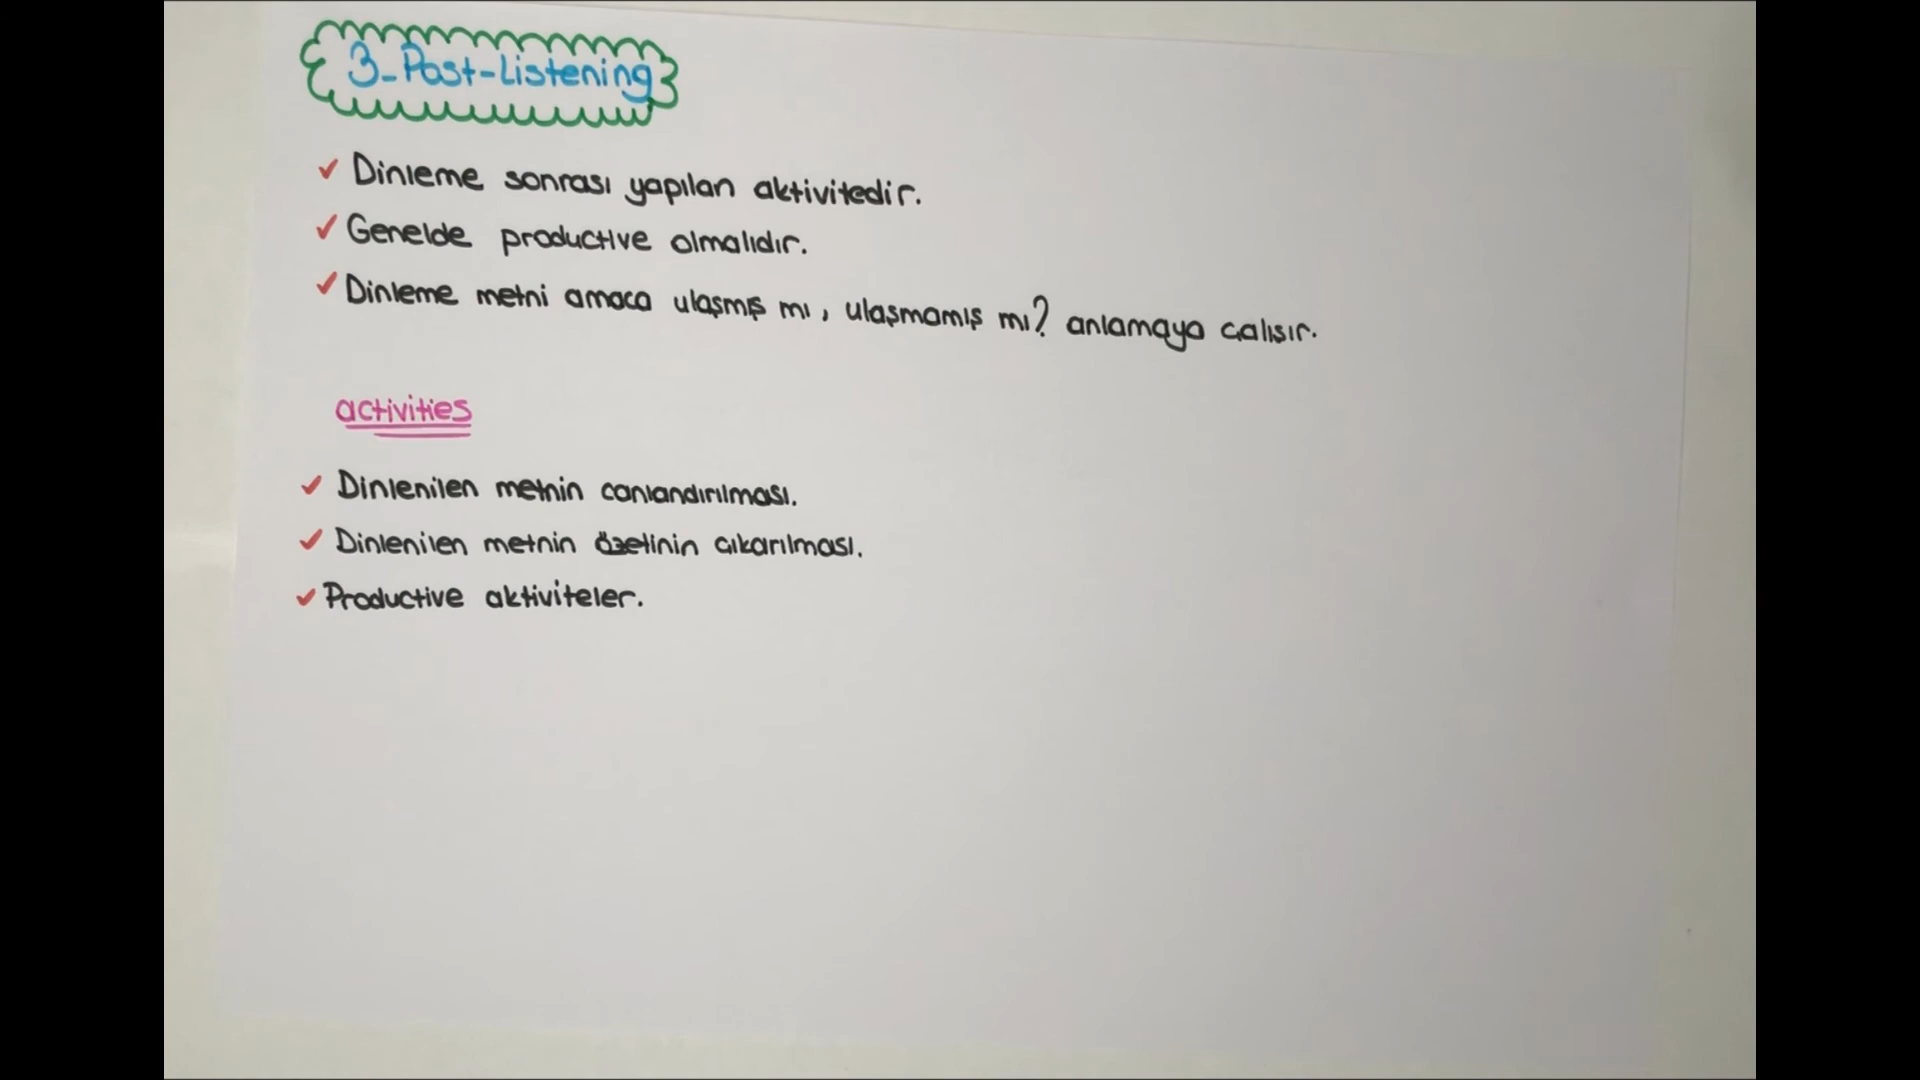 3-Post-Listening
✓ Dinleme sonrası yapılan aktivitedir.
✓ Genelde productive olmalıdır.
✓ Dinleme metni amaca ulaşmış mı, ulaşmamış mı? anlamaya çalışır.
activities
✓ Dinlenilen metnin canlandırılması.
✓ Dinlenilen metnin özetinin çıkarılması.
✓ Productive aktiviteler.